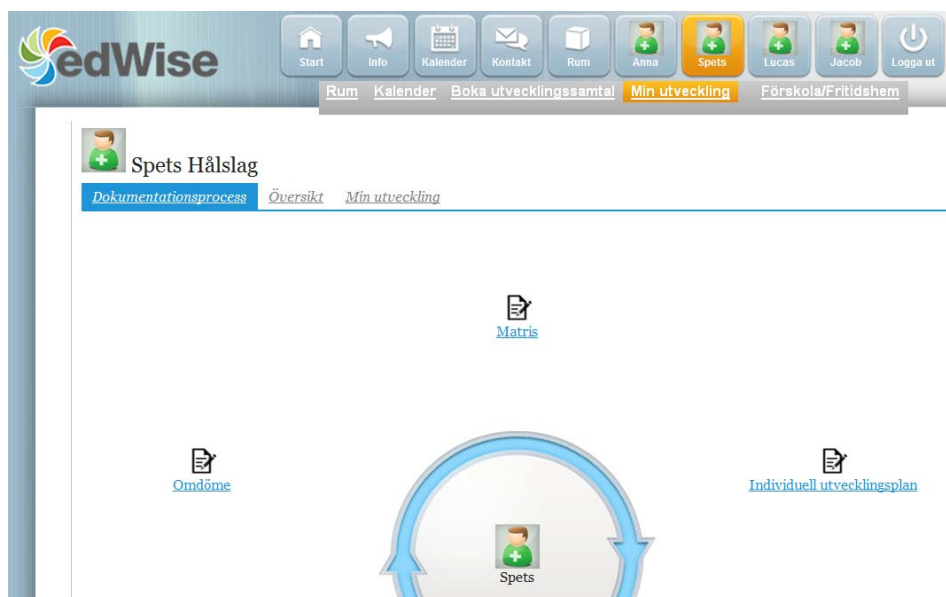 edWise
Start Info Kalender Kontakt Rum Anna Spets Lucas Jacob Logga ut
Rum Kalender Boka utvecklingssamtal Min utveckling Förskola/Fritidshem
Spets Hålslag
Dokumentationsprocess Översikt Min utveckling
Matris
Omdöme
Individuell utvecklingsplan
Spets